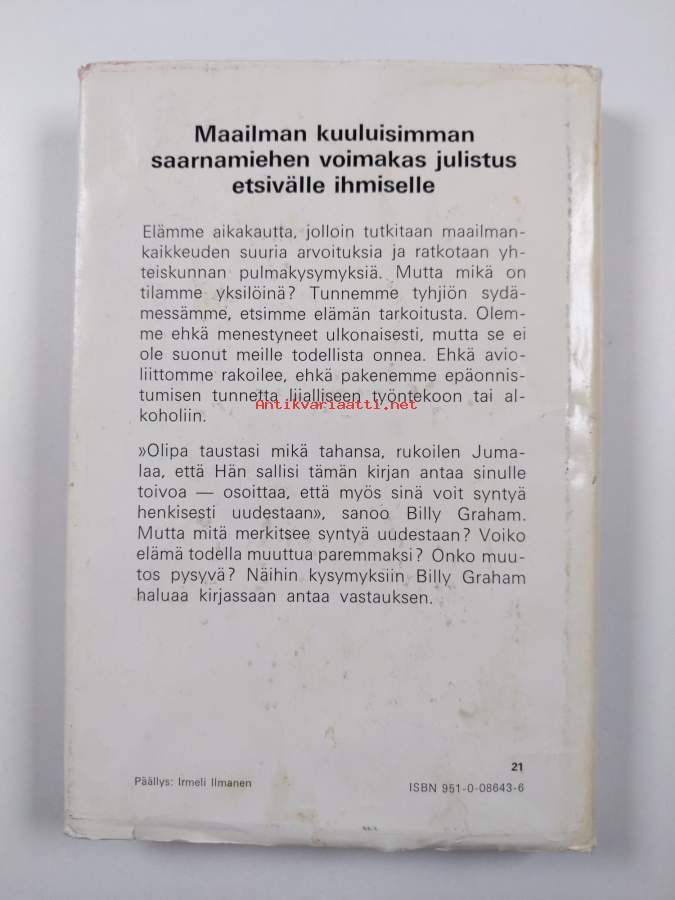 Maailman kuuluisimman
saarnamiehen voimakas julistus
etsivälle ihmiselle
Elämme aikakautta, jolloin tutkitaan maailman-
kaikkeuden suuria arvoituksia ja ratkotaan yh-
teiskunnan pulmakysymyksiä. Mutta mikä on
tilamme yksilöinä? Tunnemme tyhjiön sydä-
messämme, etsimme elämän tarkoitusta. Olem-
me ehkä menestyneet ulkonaisesti, mutta se ei
ole suonut meille todellista onnea. Ehkä avio-
liittomme rakoilee, ehkä pakenemme epäonnis-
tumisen tunnetta liialliseen työntekoon tai al-
Antikvariaatti.net
koholiin.
»Olipa taustasi mikä tahansa, rukoilen Juma-
laa, että Hän sallisi tämän kirjan antaa sinulle
toivoa — osoittaa, että myös sinä voit syntyä
henkisesti uudestaan», sanoo Billy Graham.
Mutta mitä merkitsee syntyä uudestaan? Voiko
elämä todella muuttua paremmaksi? Onko muu-
tos pysyvä? Näihin kysymyksiin Billy Graham
haluaa kirjassaan antaa vastauksen.
21
Päällys: Irmeli Ilmanen
ISBN 951-0-08643-6